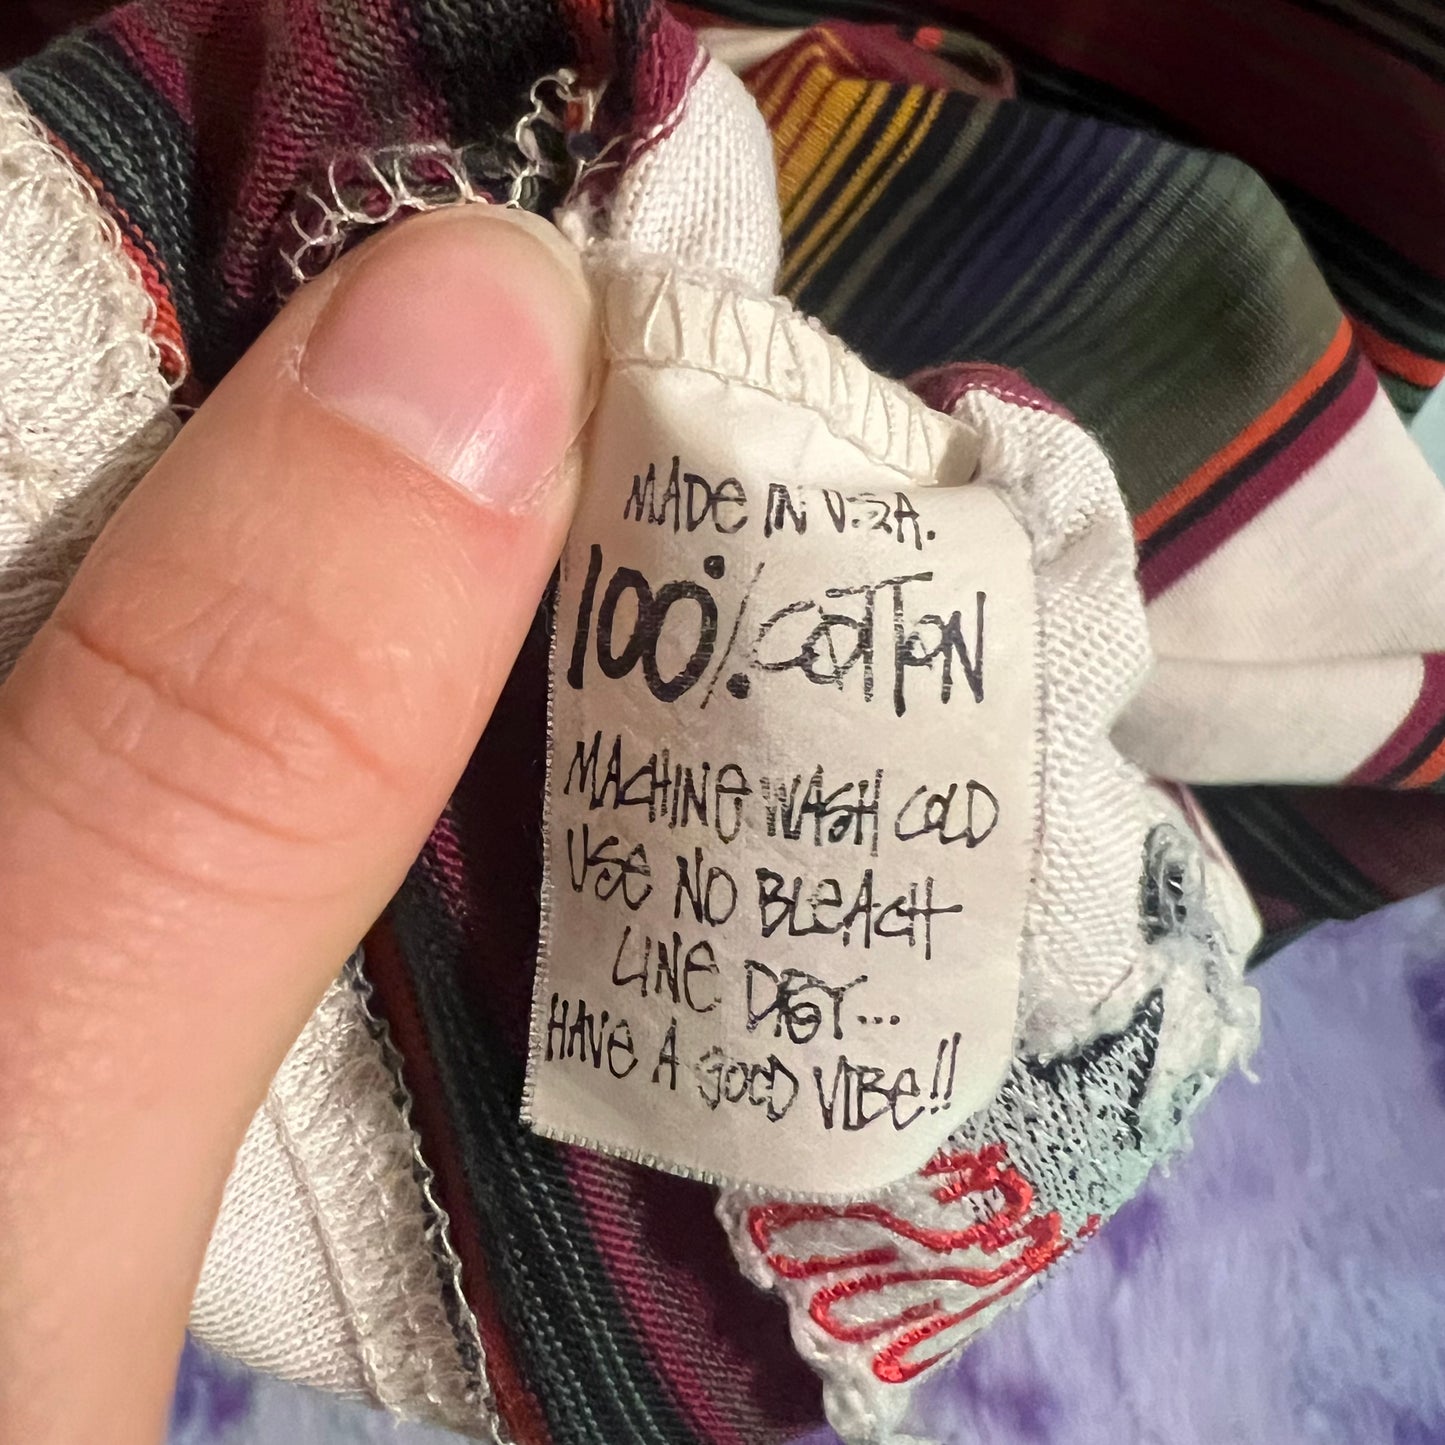 MADe IN U.S.A.
100% COTTON
MACHINe WASH COLD
USe NO BLeACH
LINe DRY...
HAVe A GOOD VIBe!!